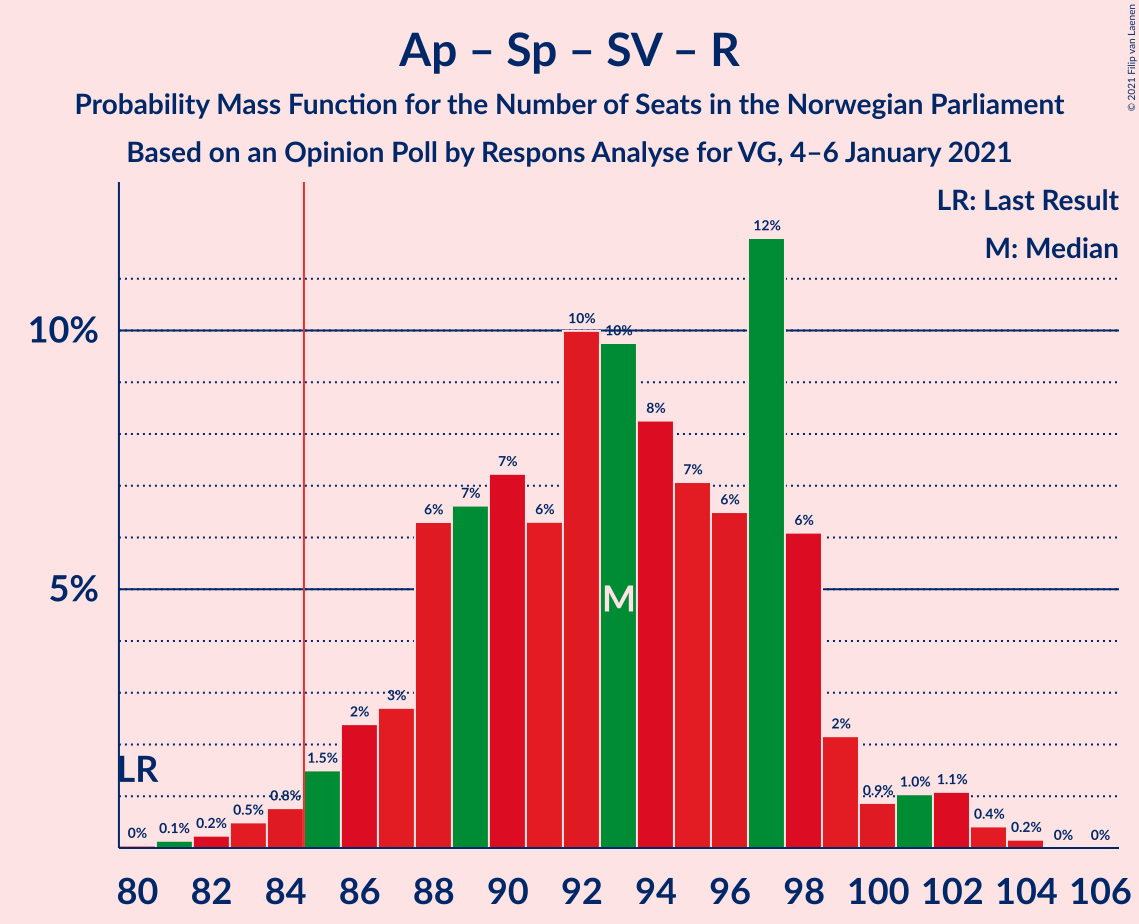 © 2021 Filip van Laenen
Ap – Sp – SV – R
Probability Mass Function for the Number of Seats in the Norwegian Parliament
Based on an Opinion Poll by Respons Analyse for VG, 4–6 January 2021
LR: Last Result
M: Median
10%
5%
LR
M
0% 0.1% 0.2% 0.5% 0.8% 1.5% 2% 3% 6% 7% 7% 6% 10% 10% 8% 7% 6% 12% 6% 2% 0.9% 1.0% 1.1% 0.4% 0.2% 0% 0%
80 82 84 86 88 90 92 94 96 98 100 102 104 106